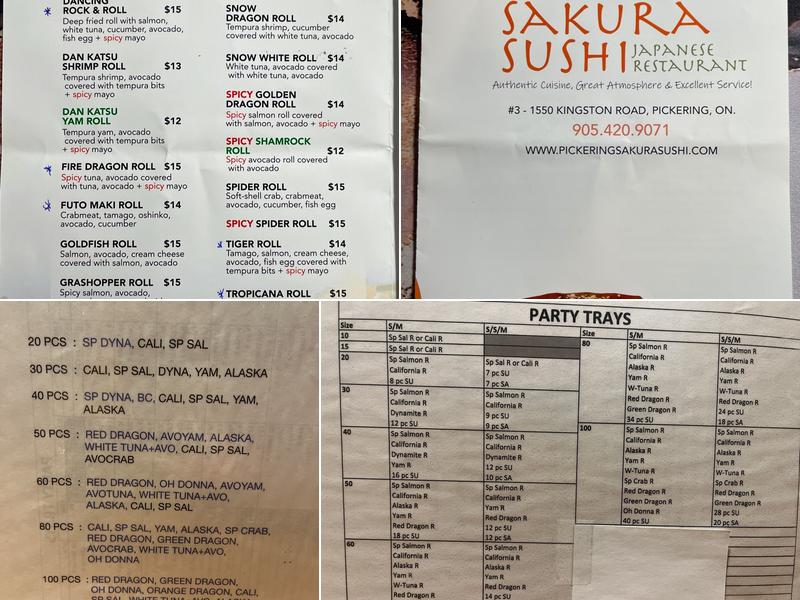 DANCING
ROCK & ROLL $15
Deep fried roll with salmon,
white tuna, cucumber, avocado,
fish egg + spicy mayo
DAN KATSU
SHRIMP ROLL $13
Tempura shrimp, avocado
covered with tempura bits
+ spicy mayo
DAN KATSU
YAM ROLL $12
Tempura yam, avocado
covered with tempura bits
+ spicy mayo
FIRE DRAGON ROLL $15
Spicy tuna, avocado covered
with tuna, avocado + spicy mayo
FUTO MAKI ROLL $14
Crabmeat, tamago, oshinko,
avocado, cucumber
GOLDFISH ROLL $15
Salmon, avocado, cream cheese
covered with salmon, avocado
GRASHOPPER ROLL $15
Spicy salmon, avocado,
SNOW
DRAGON ROLL $14
Tempura shrimp, cucumber
covered with white tuna, avocado
SNOW WHITE ROLL $14
White tuna, avocado covered
with white tuna, avocado
SPICY GOLDEN
DRAGON ROLL $14
Spicy salmon roll covered
with salmon, avocado + spicy mayo
SPICY SHAMROCK
ROLL $12
Spicy avocado roll covered
with avocado
SPIDER ROLL $15
Soft-shell crab, crabmeat,
avocado, cucumber, fish egg
SPICY SPIDER ROLL $15
TIGER ROLL $14
Tamago, salmon, cream cheese,
avocado, fish egg covered with
tempura bits + spicy mayo
TROPICANA ROLL $15
SAKURA
SUSHI JAPANESE
RESTAURANT
Authentic Cuisine, Great Atmosphere & Excellent Service!
#3 - 1550 KINGSTON ROAD, PICKERING, ON.
905.420.9071
WWW.PICKERINGSAKURASUSHI.COM
20 PCS : SP DYNA, CALI, SP SAL
30 PCS : CALI, SP SAL, DYNA, YAM, ALASKA
40 PCS : SP DYNA, BC, CALI, SP SAL, YAM,
ALASKA
50 PCS : RED DRAGON, AVOYAM, ALASKA,
WHITE TUNA+AVO, CALI, SP SAL,
AVOCRAB
60 PCS : RED DRAGON, OH DONNA, AVOYAM,
AVOTUNA, WHITE TUNA+AVO,
ALASKA, CALI, SP SAL
80 PCS : CALI, SP SAL, YAM, ALASKA, SP CRAB,
RED DRAGON, GREEN DRAGON,
AVOCRAB, WHITE TUNA+AVO,
OH DONNA
100 PCS : RED DRAGON, GREEN DRAGON,
OH DONNA, ORANGE DRAGON, CALI,
PARTY TRAYS
Size S/M S/S/M
10 Sp Sal R or Cali R
15 Sp Sal R or Cali R
20 Sp Salmon R Sp Sal R or Cali R
California R 7 pc SU
8 pc SU 7 pc SA
30 Sp Salmon R Sp Salmon R
California R California R
Dynamite R 9 pc SU
12 pc SU 9 pc SA
40 Sp Salmon R Sp Salmon R
California R California R
Dynamite R Dynamite R
Yam R 12 pc SU
16 pc SU 10 pc SA
50 Sp Salmon R Sp Salmon R
California R California R
Alaska R Yam R
Yam R Red Dragon R
Red Dragon R 12 pc SU
18 pc SU 12 pc SA
60 Sp Salmon R Sp Salmon R
California R California R
Alaska R Alaska R
Yam R Yam R
W-Tuna R Red Dragon R
Red Dragon R 14 pc SU
Size S/M S/S/M
80 Sp Salmon R Sp Salmon R
California R California R
Alaska R Alaska R
Yam R Yam R
W-Tuna R W-Tuna R
Red Dragon R Red Dragon R
Green Dragon R 24 pc SU
34 pc SU 18 pc SA
100 Sp Salmon R Sp Salmon R
California R California R
Alaska R Alaska R
Yam R Yam R
W-Tuna R W-Tuna R
Sp Crab R Sp Crab R
Red Dragon R Red Dragon R
Green Dragon R Green Dragon R
Oh Donna R 28 pc SU
40 pc SU 20 pc SA